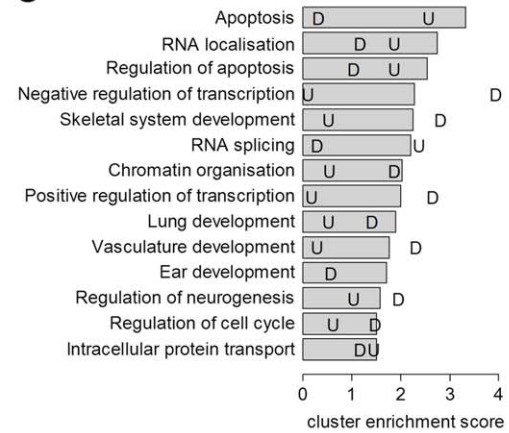 Apoptosis D U
RNA localisation D U
Regulation of apoptosis D U
Negative regulation of transcription U D
Skeletal system development U D
RNA splicing D U
Chromatin organisation U D
Positive regulation of transcription U D
Lung development U D
Vasculature development U D
Ear development D
Regulation of neurogenesis U D
Regulation of cell cycle U D
Intracellular protein transport D U
0 1 2 3 4
cluster enrichment score